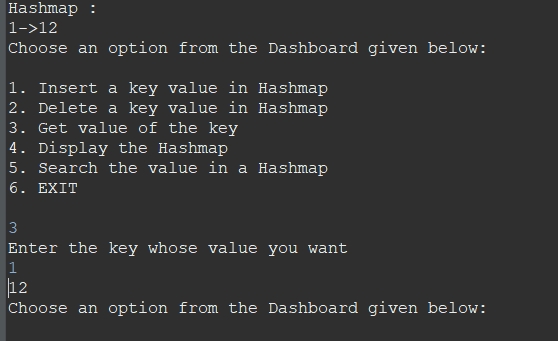 Hashmap :
1->12
Choose an option from the Dashboard given below:
1. Insert a key value in Hashmap
2. Delete a key value in Hashmap
3. Get value of the key
4. Display the Hashmap
5. Search the value in a Hashmap
6. EXIT
3
Enter the key whose value you want
1
12
Choose an option from the Dashboard given below: